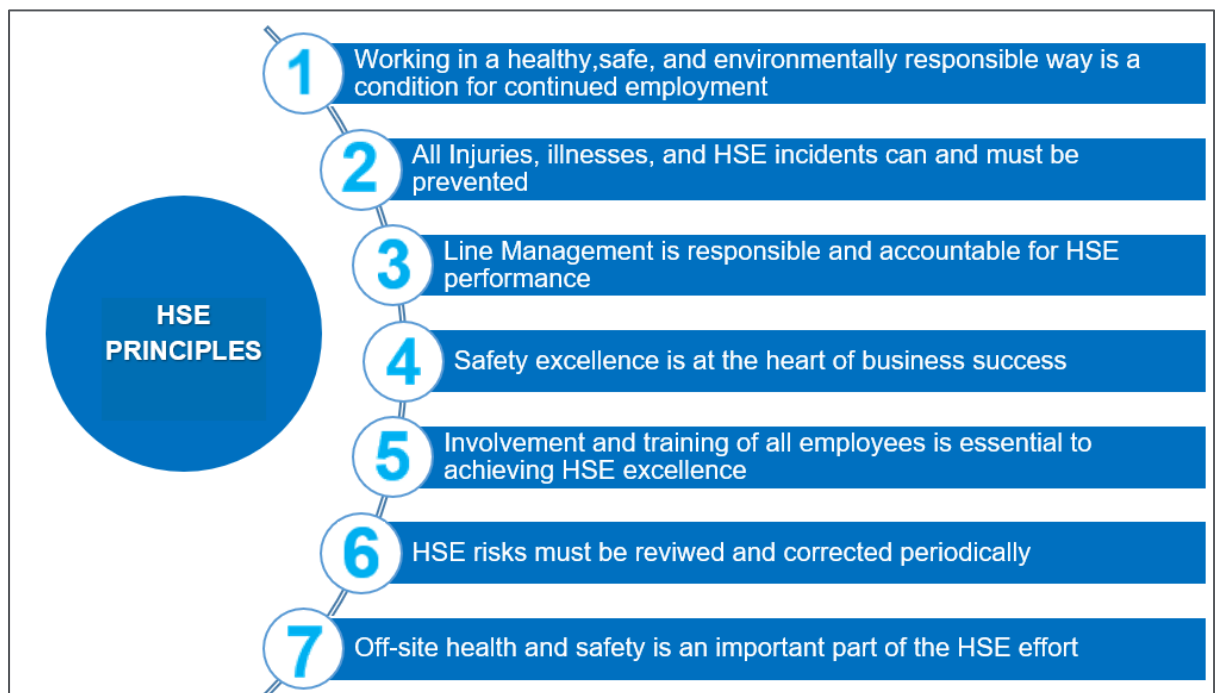 1
Working in a healthy,safe, and environmentally responsible way is a
condition for continued employment
2
All Injuries, illnesses, and HSE incidents can and must be
prevented
3
Line Management is responsible and accountable for HSE
performance
HSE
PRINCIPLES
4
Safety excellence is at the heart of business success
5
Involvement and training of all employees is essential to
achieving HSE excellence
6
HSE risks must be reviwed and corrected periodically
7
Off-site health and safety is an important part of the HSE effort